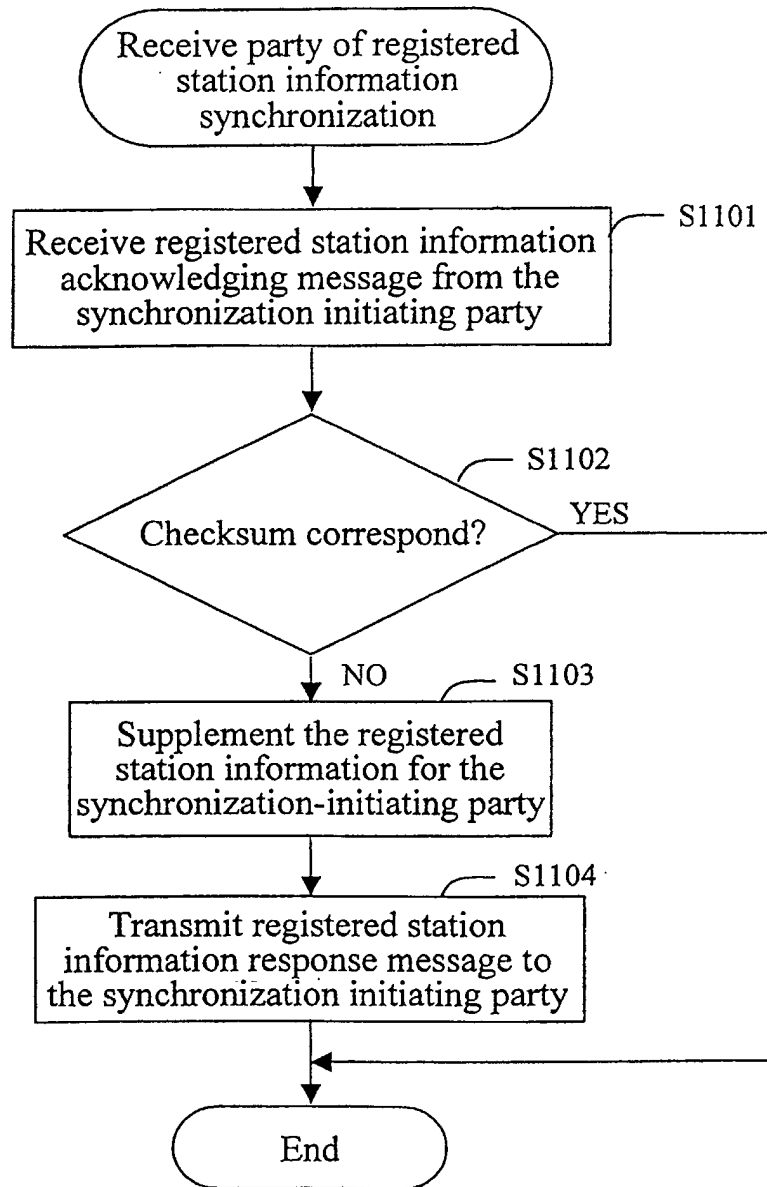 Receive party of registered
station information
synchronization
S1101
Receive registered station information
acknowledging message from the
synchronization initiating party
S1102
Checksum correspond?
YES
NO
S1103
Supplement the registered
station information for the
synchronization-initiating party
S1104
Transmit registered station
information response message to
the synchronization initiating party
End